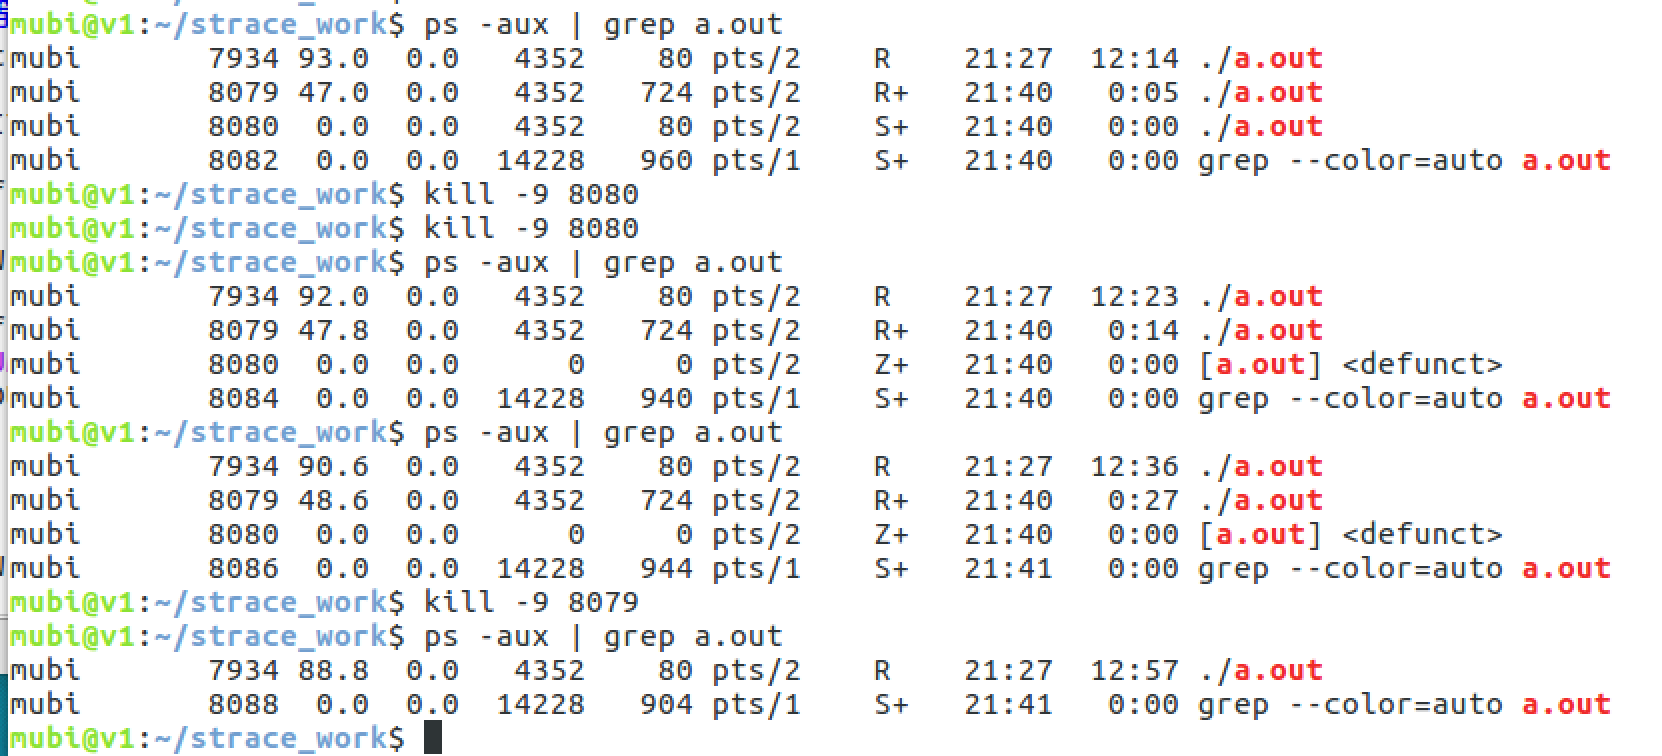 mubi@v1:~/strace_work$ ps -aux | grep a.out
mubi 7934 93.0 0.0 4352 80 pts/2 R 21:27 12:14 ./a.out
mubi 8079 47.0 0.0 4352 724 pts/2 R+ 21:40 0:05 ./a.out
mubi 8080 0.0 0.0 4352 80 pts/2 S+ 21:40 0:00 ./a.out
mubi 8082 0.0 0.0 14228 960 pts/1 S+ 21:40 0:00 grep --color=auto a.out
mubi@v1:~/strace_work$ kill -9 8080
mubi@v1:~/strace_work$ kill -9 8080
mubi@v1:~/strace_work$ ps -aux | grep a.out
mubi 7934 92.0 0.0 4352 80 pts/2 R 21:27 12:23 ./a.out
mubi 8079 47.8 0.0 4352 724 pts/2 R+ 21:40 0:14 ./a.out
mubi 8080 0.0 0.0 0 0 pts/2 Z+ 21:40 0:00 [a.out] <defunct>
mubi 8084 0.0 0.0 14228 940 pts/1 S+ 21:40 0:00 grep --color=auto a.out
mubi@v1:~/strace_work$ ps -aux | grep a.out
mubi 7934 90.6 0.0 4352 80 pts/2 R 21:27 12:36 ./a.out
mubi 8079 48.6 0.0 4352 724 pts/2 R+ 21:40 0:27 ./a.out
mubi 8080 0.0 0.0 0 0 pts/2 Z+ 21:40 0:00 [a.out] <defunct>
mubi 8086 0.0 0.0 14228 944 pts/1 S+ 21:41 0:00 grep --color=auto a.out
mubi@v1:~/strace_work$ kill -9 8079
mubi@v1:~/strace_work$ ps -aux | grep a.out
mubi 7934 88.8 0.0 4352 80 pts/2 R 21:27 12:57 ./a.out
mubi 8088 0.0 0.0 14228 904 pts/1 S+ 21:41 0:00 grep --color=auto a.out
mubi@v1:~/strace_work$